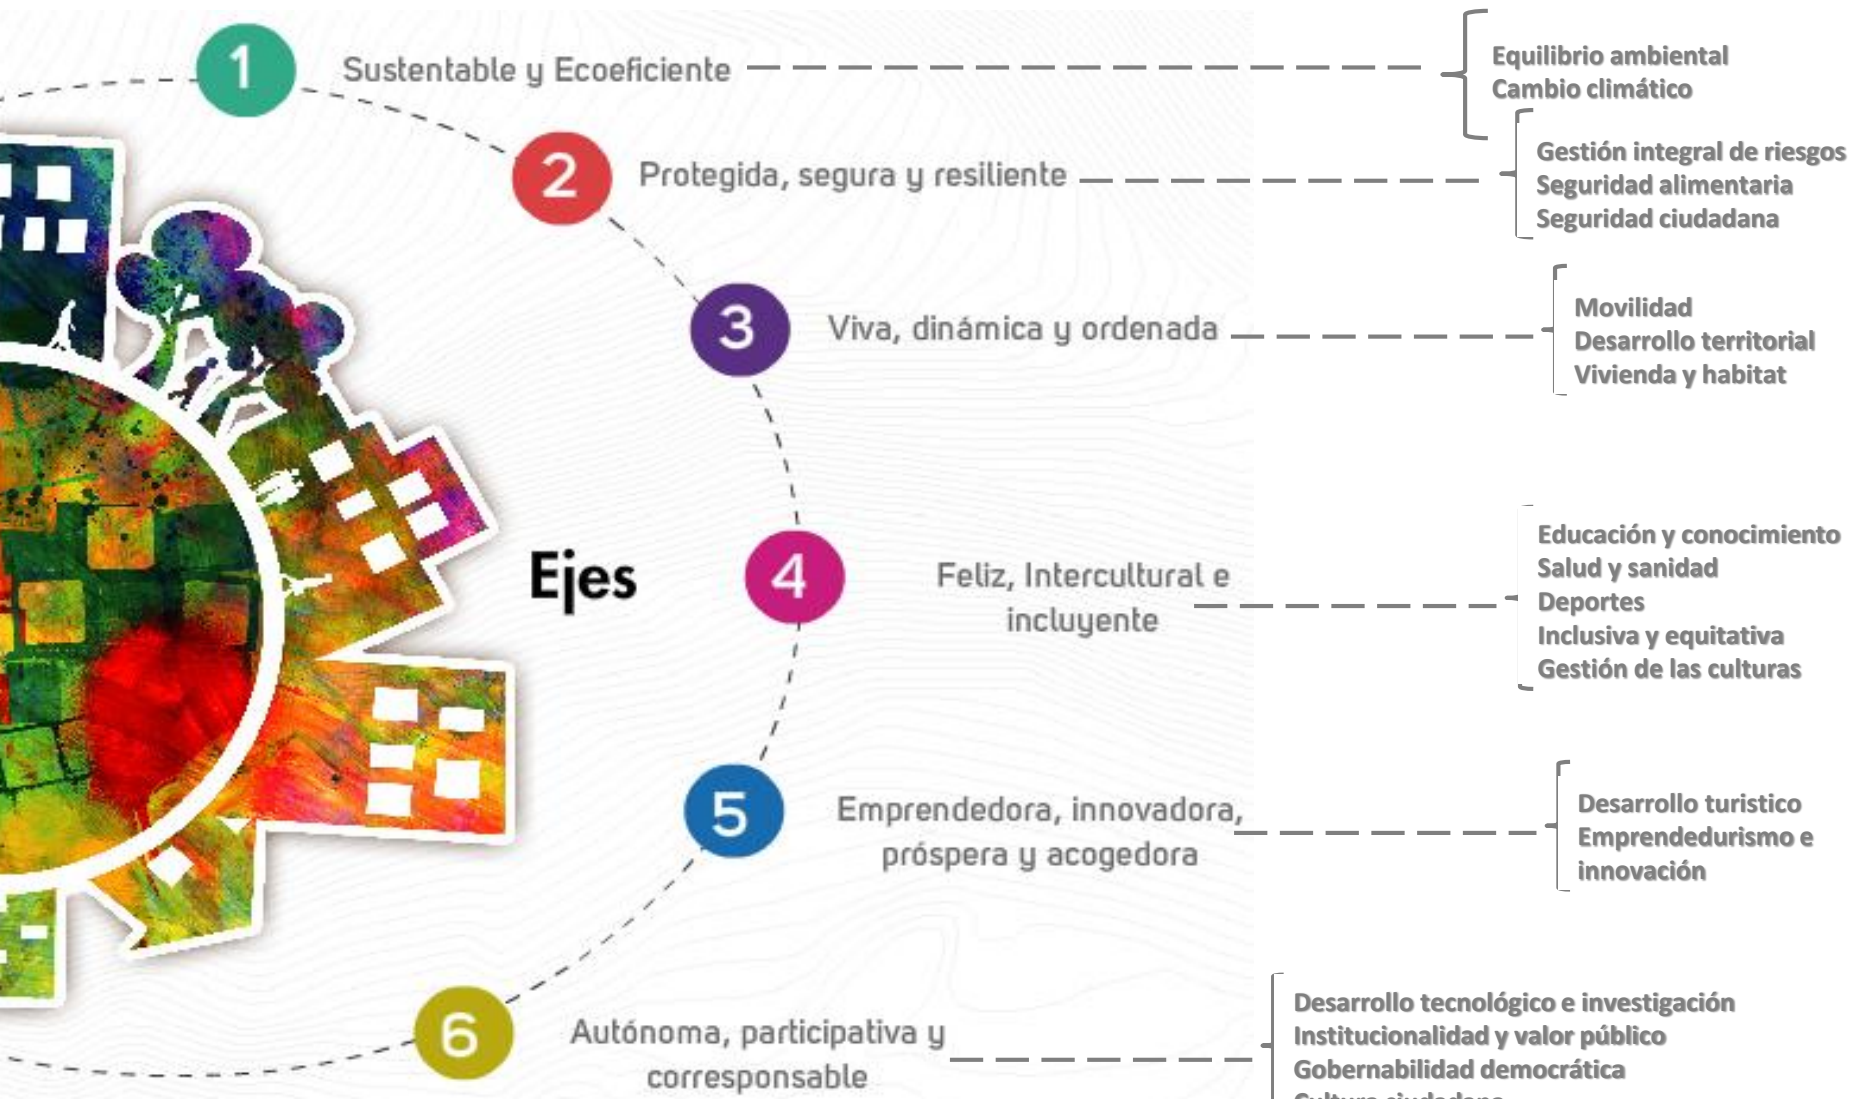 1
Sustentable y Ecoeficiente
Equilibrio ambiental
Cambio climático
2
Protegida, segura y resiliente
Gestión integral de riesgos
Seguridad alimentaria
Seguridad ciudadana
3
Viva, dinámica y ordenada
Movilidad
Desarrollo territorial
Vivienda y habitat
Ejes
4
Feliz, Intercultural e
incluyente
Educación y conocimiento
Salud y sanidad
Deportes
Inclusiva y equitativa
Gestión de las culturas
5
Emprendedora, innovadora,
próspera y acogedora
Desarrollo turistico
Emprendedurismo e
innovación
6
Autónoma, participativa y
corresponsable
Desarrollo tecnológico e investigación
Institucionalidad y valor público
Gobernabilidad democrática
Cultura ciudadana